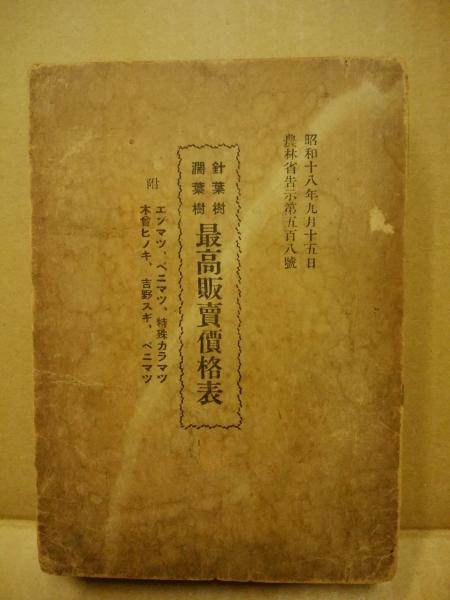 昭和十八年九月十五日
農林省告示第五百八號
針葉樹
濶葉樹
最高販賣價格表
附
エゾマツ、ベニマツ、特殊カラマツ
木曾ヒノキ、吉野スギ、ベニマツ